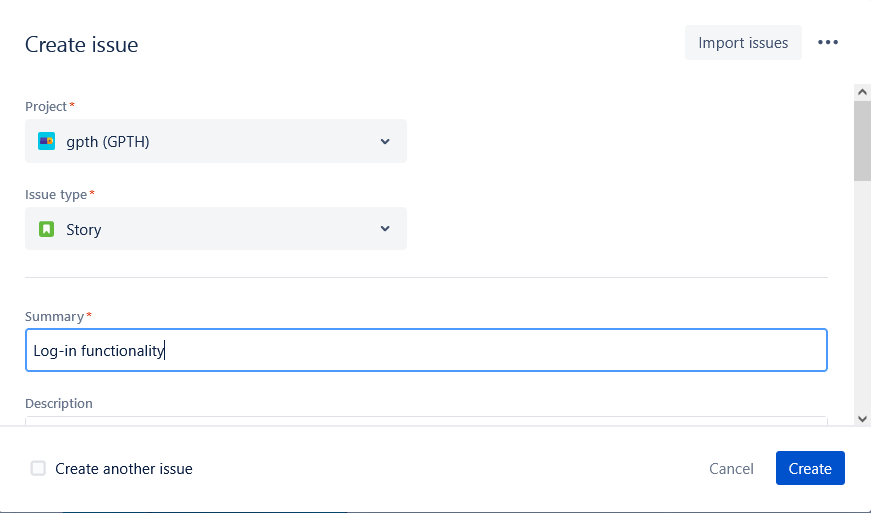 Create issue
Import issues
Project*
gpth (GPTH)
Issue type*
Story
Summary*
Log-in functionality
Description
Create another issue
Cancel
Create